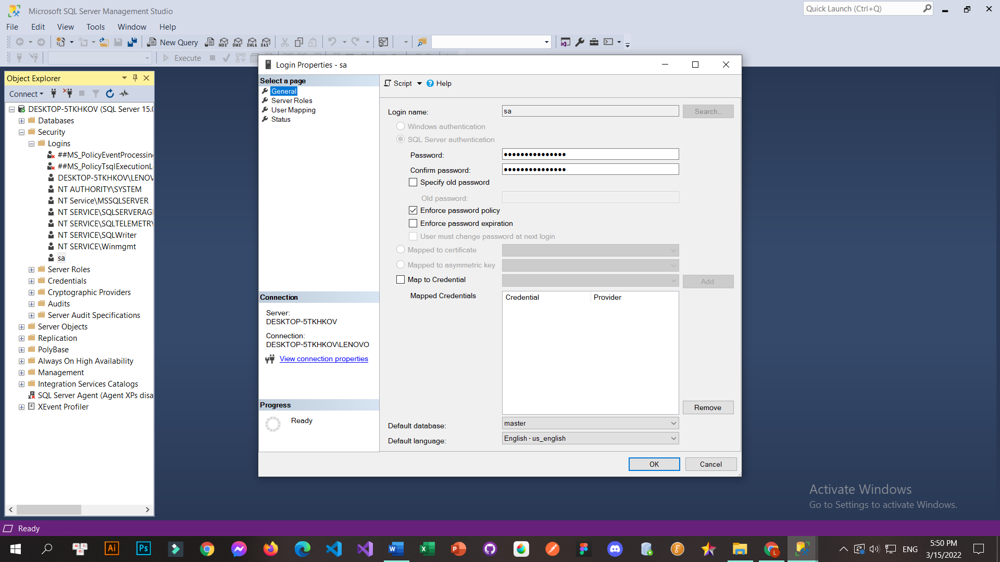 Microsoft SQL Server Management Studio
Quick Launch (Ctrl+Q)
File Edit View Tools Window Help
New Query MDX DMX XMLA DAX
Execute
Object Explorer
Connect
DESKTOP-5TKHKOV (SQL Server 15.0
Databases
Security
Logins
##MS_PolicyEventProcessing
##MS_PolicyTsqlExecutionL
DESKTOP-5TKHKOV\LENOV
NT AUTHORITY\SYSTEM
NT Service\MSSQLSERVER
NT SERVICE\SQLSERVERAG
NT SERVICE\SQLTELEMETRY
NT SERVICE\SQLWriter
NT SERVICE\Winmgmt
sa
Server Roles
Credentials
Cryptographic Providers
Audits
Server Audit Specifications
Server Objects
Replication
PolyBase
Always On High Availability
Management
Integration Services Catalogs
SQL Server Agent (Agent XPs disa
XEvent Profiler
Login Properties - sa
Select a page
General
Server Roles
User Mapping
Status
Connection
Server:
DESKTOP-5TKHKOV
Connection:
DESKTOP-5TKHKOV\LENOVO
View connection properties
Progress
Ready
Script Help
Login name: sa Search...
Windows authentication
SQL Server authentication
Password: ●●●●●●●●●●●●●●●
Confirm password: ●●●●●●●●●●●●●●●
Specify old password
Old password:
Enforce password policy
Enforce password expiration
User must change password at next login
Mapped to certificate
Mapped to asymmetric key
Map to Credential Add
Mapped Credentials Credential Provider
Remove
Default database: master
Default language: English - us_english
OK Cancel
Activate Windows
Go to Settings to activate Windows.
Ready
Ai Ps
ENG
5:50 PM
3/15/2022